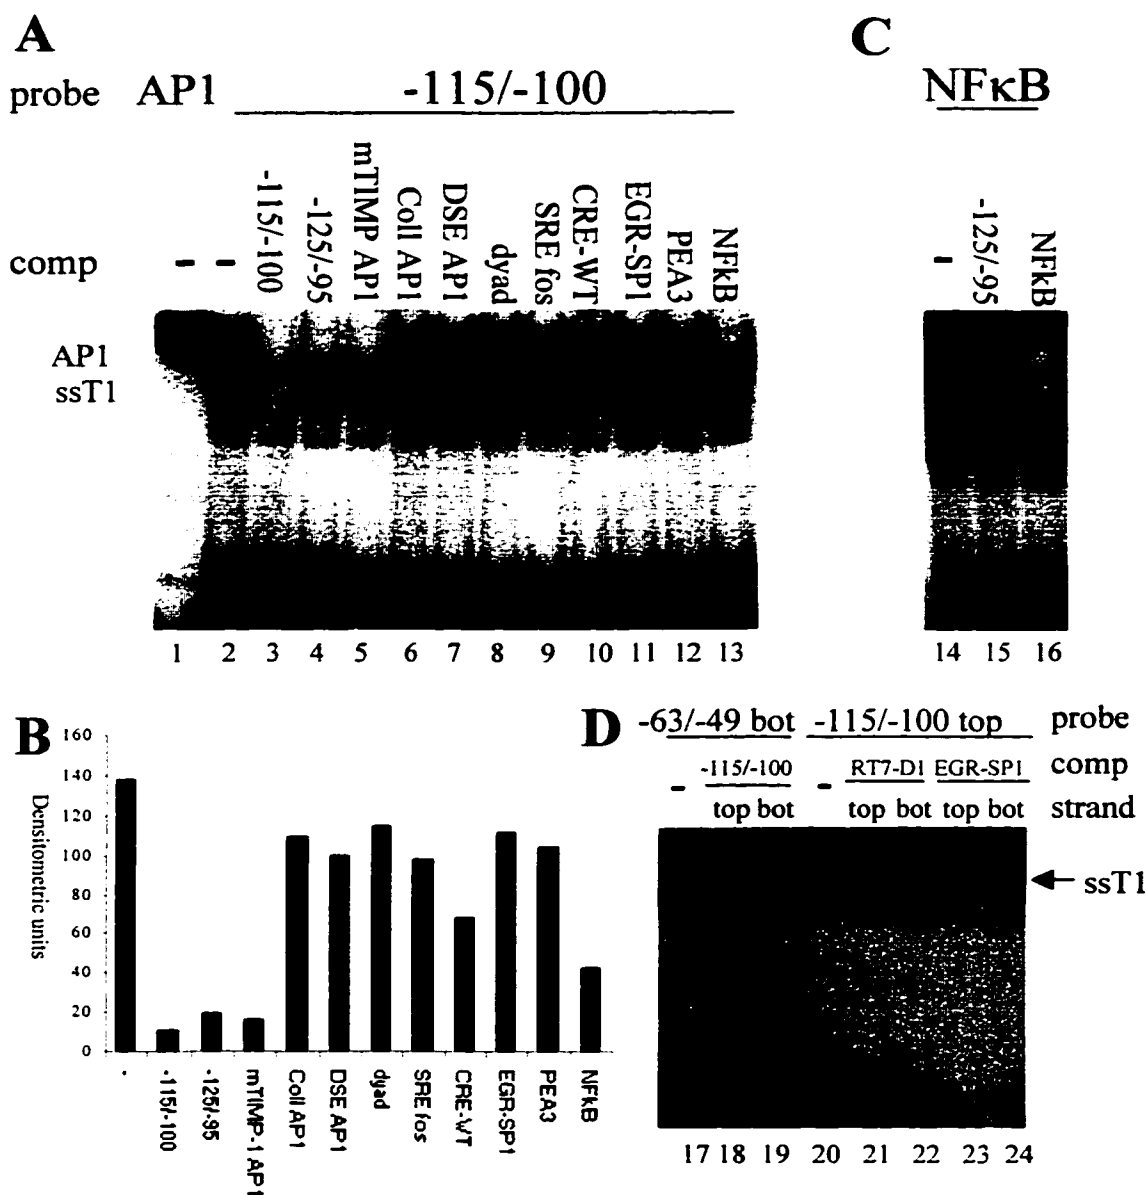 A
probe AP1 -115/-100
comp - - -115/-100 -125/-95 mTIMP AP1 Coll AP1 DSE AP1 dyad SRE fos CRE-WT EGR-SP1 PEA3 NFkB
AP1
ssT1
1 2 3 4 5 6 7 8 9 10 11 12 13
C
NFκB
- -125/-95 NFkB
14 15 16
B
Densitometric units
160
140
120
100
80
60
40
20
0
- -115/-100 -125/-95 mTIMP-1 AP1 Coll AP1 DSE AP1 dyad SRE fos CRE-WT EGR-SP1 PEA3 NFkB
D
-63/-49 bot -115/-100 top probe
- -115/-100 - RT7-D1 EGR-SP1 comp
top bot top bot top bot strand
ssT1
17 18 19 20 21 22 23 24